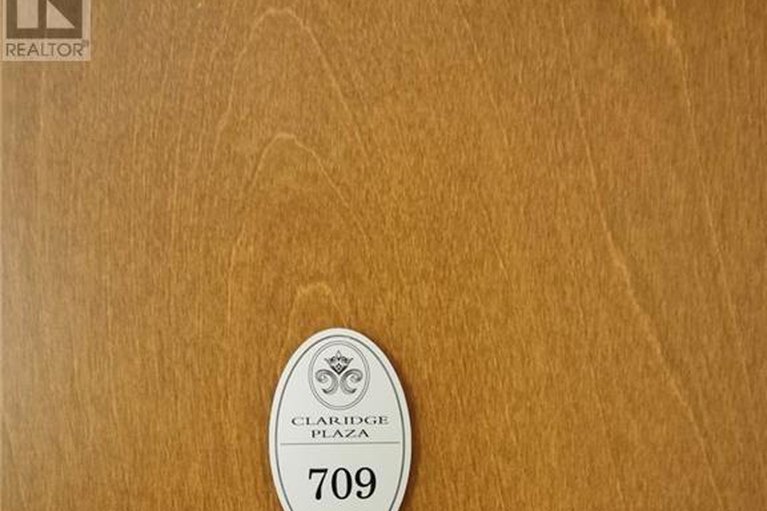 REALTOR®
CLARIDGE
PLAZA
709